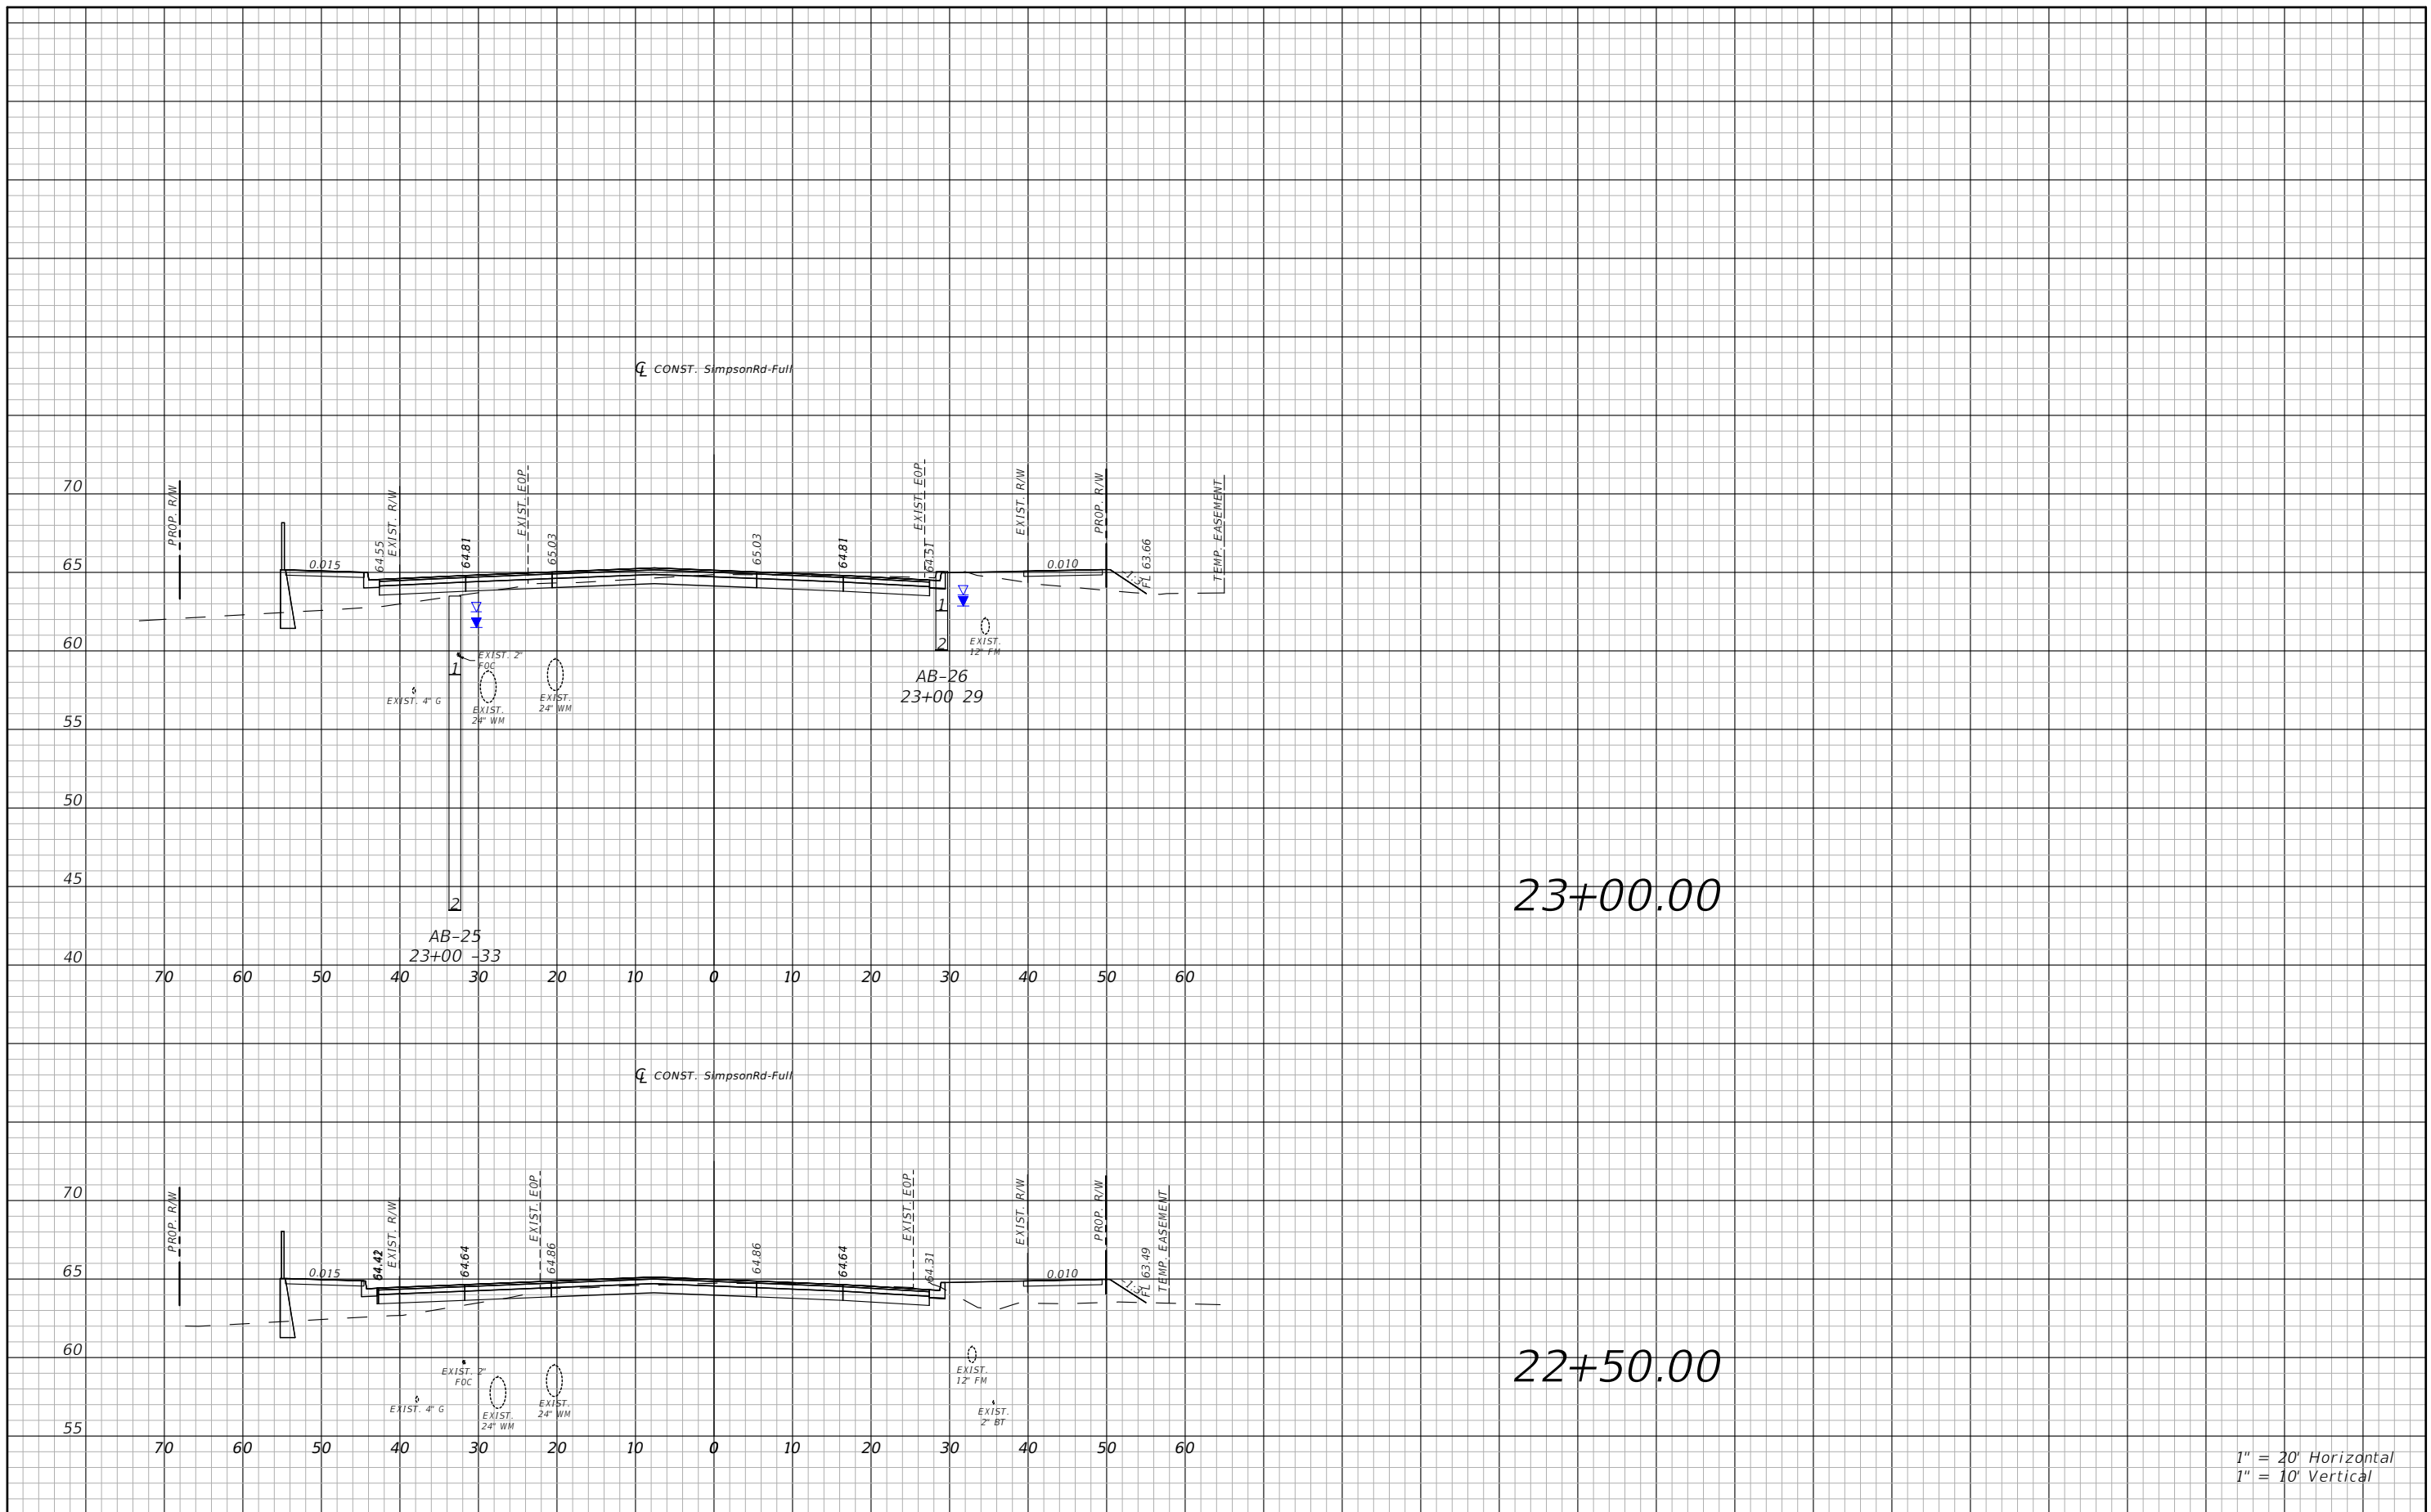 ℄ CONST. SimpsonRd-Full
PROP. R/W
EXIST. R/W
EXIST. EOP
EXIST. EOP
EXIST. R/W
PROP. R/W
TEMP. EASEMENT
70
65
60
55
50
45
40
0.015
64.55
64.81
65.03
65.03
64.81
64.51
0.010
-1:3
FL 63.66
1
2
EXIST. 2"
FOC
EXIST. 4" G
EXIST.
24" WM
EXIST.
24" WM
1
2
EXIST.
12" FM
AB-26
23+00 29
AB-25
23+00 -33
23+00.00
70 60 50 40 30 20 10 0 10 20 30 40 50 60
℄ CONST. SimpsonRd-Full
PROP. R/W
EXIST R/W
EXIST. EOP
EXIST. EOP
EXIST. R/W
PROP. R/W
TEMP. EASEMENT
70
65
60
55
0.015
64.42
64.64
64.86
64.86
64.64
64.31
0.010
-1:3
FL 63.49
EXIST. 2"
FOC
EXIST. 4" G
EXIST.
24" WM
EXIST.
24" WM
EXIST.
12" FM
EXIST.
2" BT
22+50.00
70 60 50 40 30 20 10 0 10 20 30 40 50 60
1" = 20' Horizontal
1" = 10' Vertical